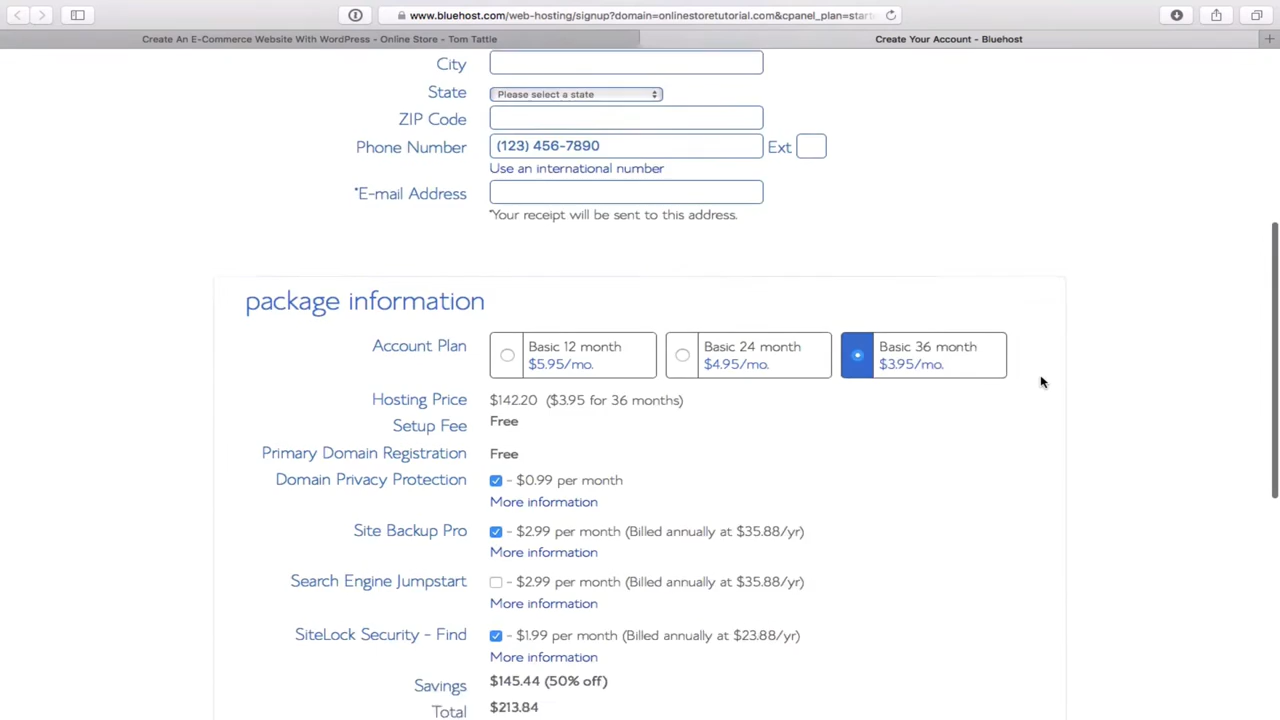 www.bluehost.com/web-hosting/signup?domain=onlinestoretutorial.com&cpanel_plan=start
Create An E-Commerce Website With WordPress - Online Store - Tom Tattle
Create Your Account - Bluehost
City
State Please select a state
ZIP Code
Phone Number (123) 456-7890 Ext
Use an international number
*E-mail Address
*Your receipt will be sent to this address.
package information
Account Plan
Basic 12 month
$5.95/mo.
Basic 24 month
$4.95/mo.
Basic 36 month
$3.95/mo.
Hosting Price $142.20 ($3.95 for 36 months)
Setup Fee Free
Primary Domain Registration Free
Domain Privacy Protection - $0.99 per month
More information
Site Backup Pro - $2.99 per month (Billed annually at $35.88/yr)
More information
Search Engine Jumpstart - $2.99 per month (Billed annually at $35.88/yr)
More information
SiteLock Security - Find - $1.99 per month (Billed annually at $23.88/yr)
More information
Savings $145.44 (50% off)
Total $213.84